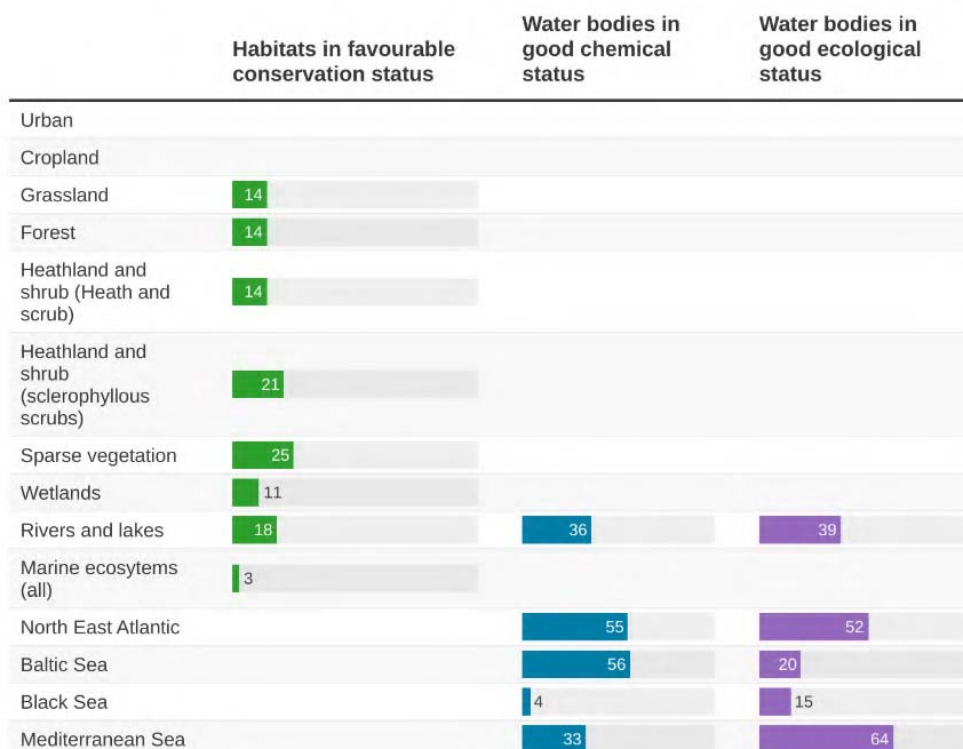 Habitats in favourable
conservation status
Water bodies in
good chemical
status
Water bodies in
good ecological
status
Urban
Cropland
Grassland
14
Forest
14
Heathland and
shrub (Heath and
scrub)
14
Heathland and
shrub
(sclerophyllous
scrubs)
21
Sparse vegetation
25
Wetlands
11
Rivers and lakes
18
36
39
Marine ecosytems
(all)
3
North East Atlantic
55
52
Baltic Sea
56
20
Black Sea
4
15
Mediterranean Sea
33
64